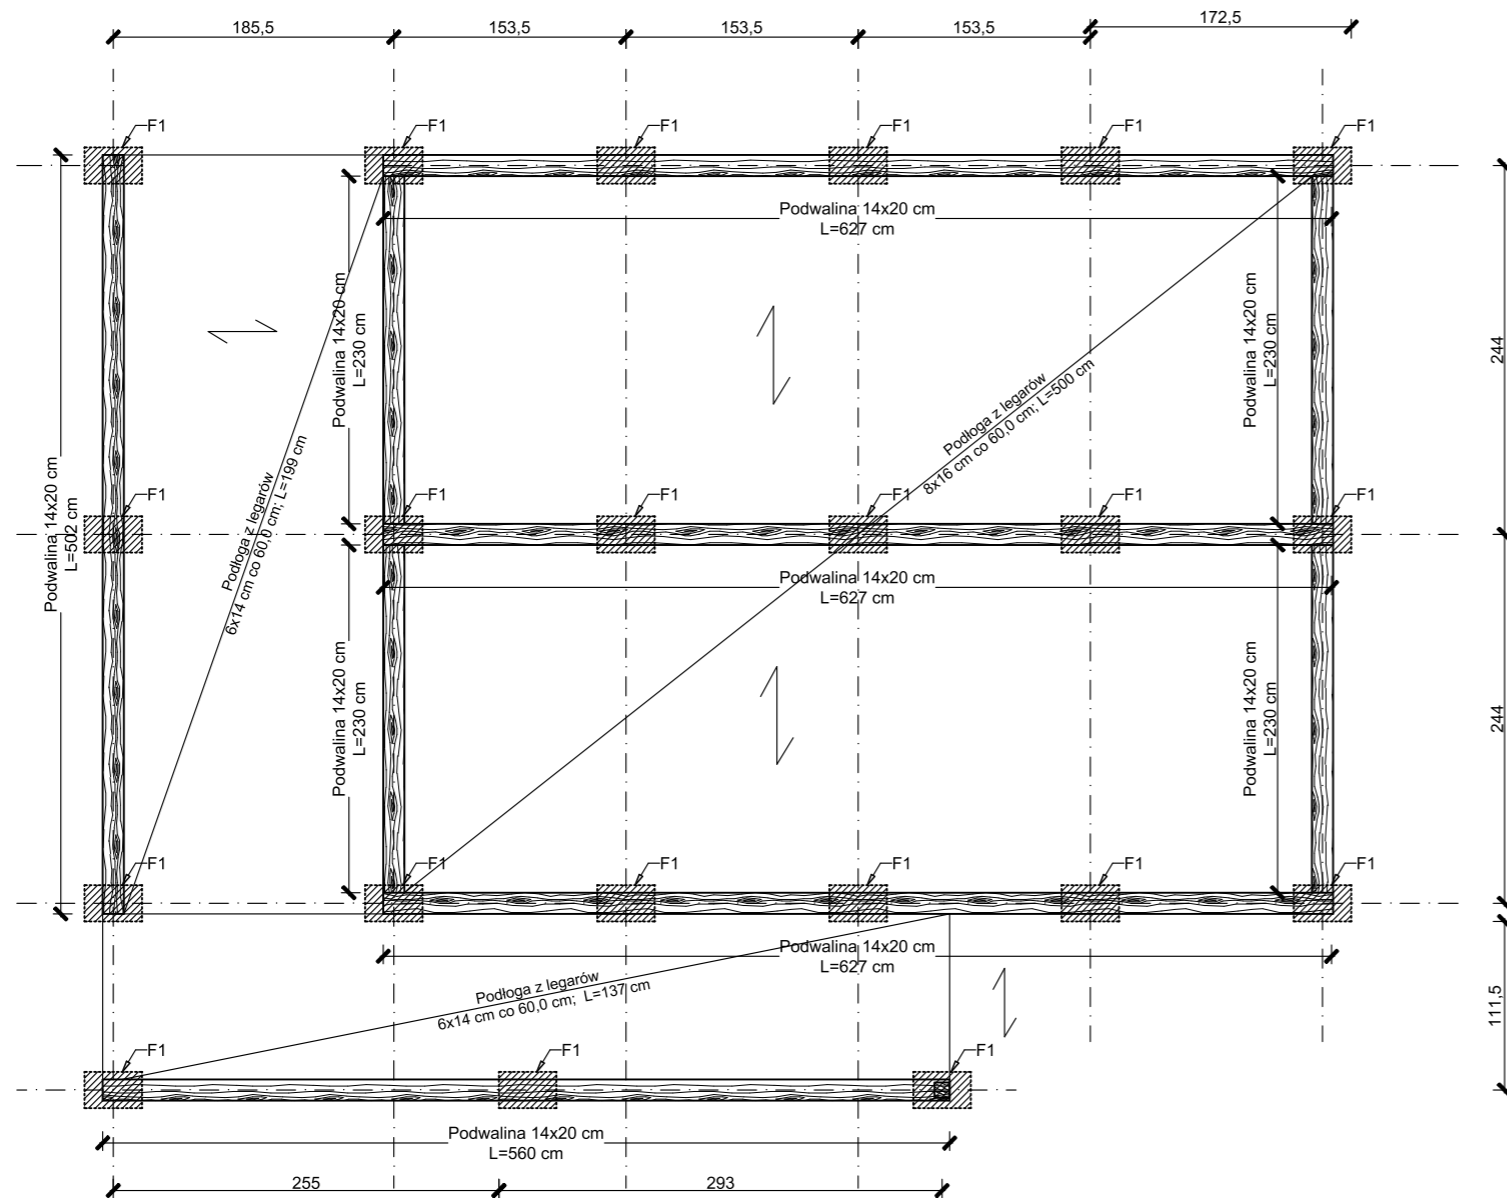 185,5
153,5
153,5
153,5
172,5
F1
F1
F1
F1
F1
F1
Podwalina 14x20 cm
L=627 cm
Podwalina 14x20 cm
L=230 cm
Podwalina 14x20 cm
L=230 cm
244
Podłoga z legarów
8x16 cm co 60,0 cm; L=500 cm
Podwalina 14x20 cm
L=502 cm
Podłoga z legarów
6x14 cm co 60,0 cm; L=199 cm
F1
F1
F1
F1
F1
F1
Podwalina 14x20 cm
L=627 cm
Podwalina 14x20 cm
L=230 cm
Podwalina 14x20 cm
L=230 cm
244
F1
F1
F1
F1
F1
F1
Podwalina 14x20 cm
L=627 cm
Podłoga z legarów
6x14 cm co 60,0 cm; L=137 cm
111,5
F1
F1
F1
Podwalina 14x20 cm
L=560 cm
255
293